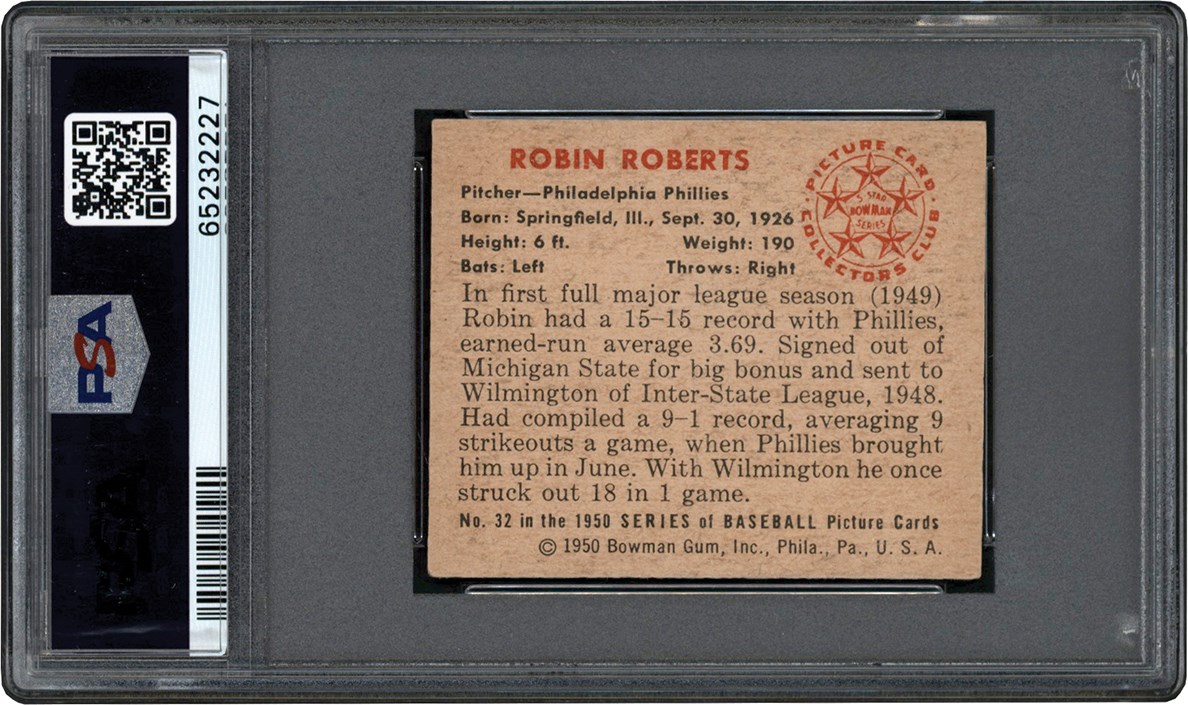 65232227
PSA
ROBIN ROBERTS
Pitcher—Philadelphia Phillies
Born: Springfield, Ill., Sept. 30, 1926
Height: 6 ft. Weight: 190
Bats: Left Throws: Right
PICTURE CARD
COLLECTORS CLUB
5 STAR
BOWMAN
SERIES
In first full major league season (1949)
Robin had a 15–15 record with Phillies,
earned-run average 3.69. Signed out of
Michigan State for big bonus and sent to
Wilmington of Inter-State League, 1948.
Had compiled a 9–1 record, averaging 9
strikeouts a game, when Phillies brought
him up in June. With Wilmington he once
struck out 18 in 1 game.
No. 32 in the 1950 SERIES of BASEBALL Picture Cards
© 1950 Bowman Gum, Inc., Phila., Pa., U. S. A.